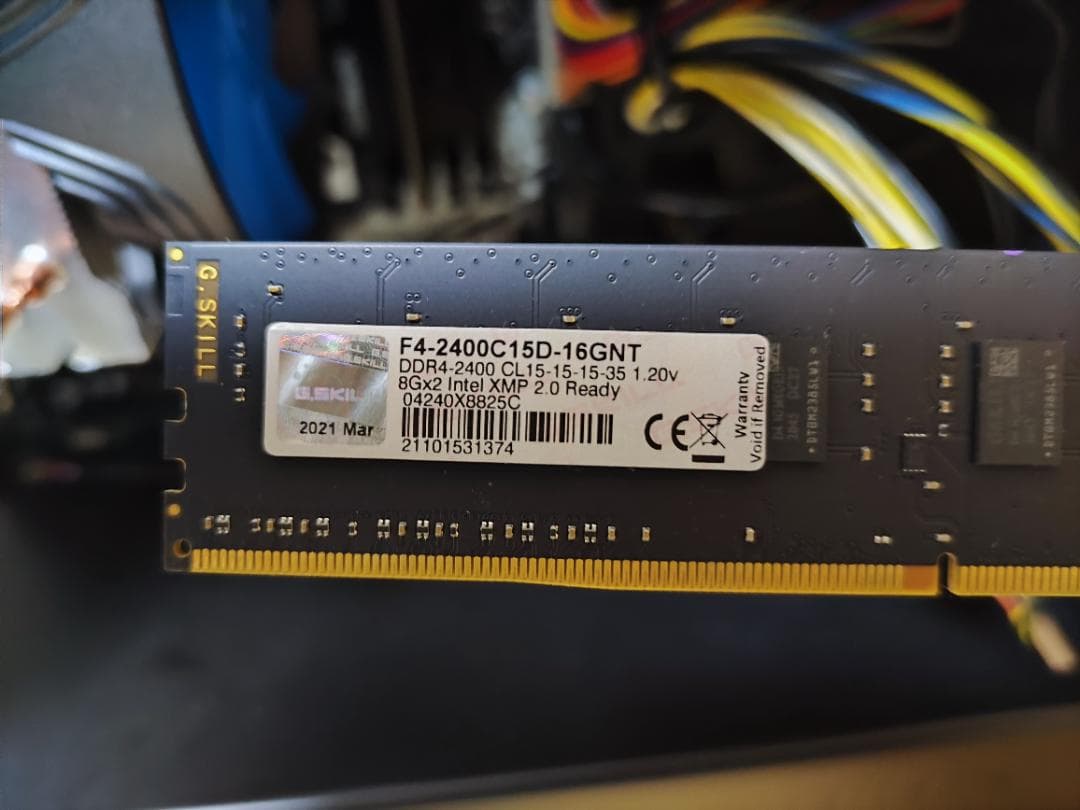 G.SKILL
F4-2400C15D-16GNT
DDR4-2400 CL15-15-15-35 1.20v
8Gx2 Intel XMP 2.0 Ready
04240X8825C
21101531374
G.SKILL
2021 Mar
CE
Warranty
Void if Removed